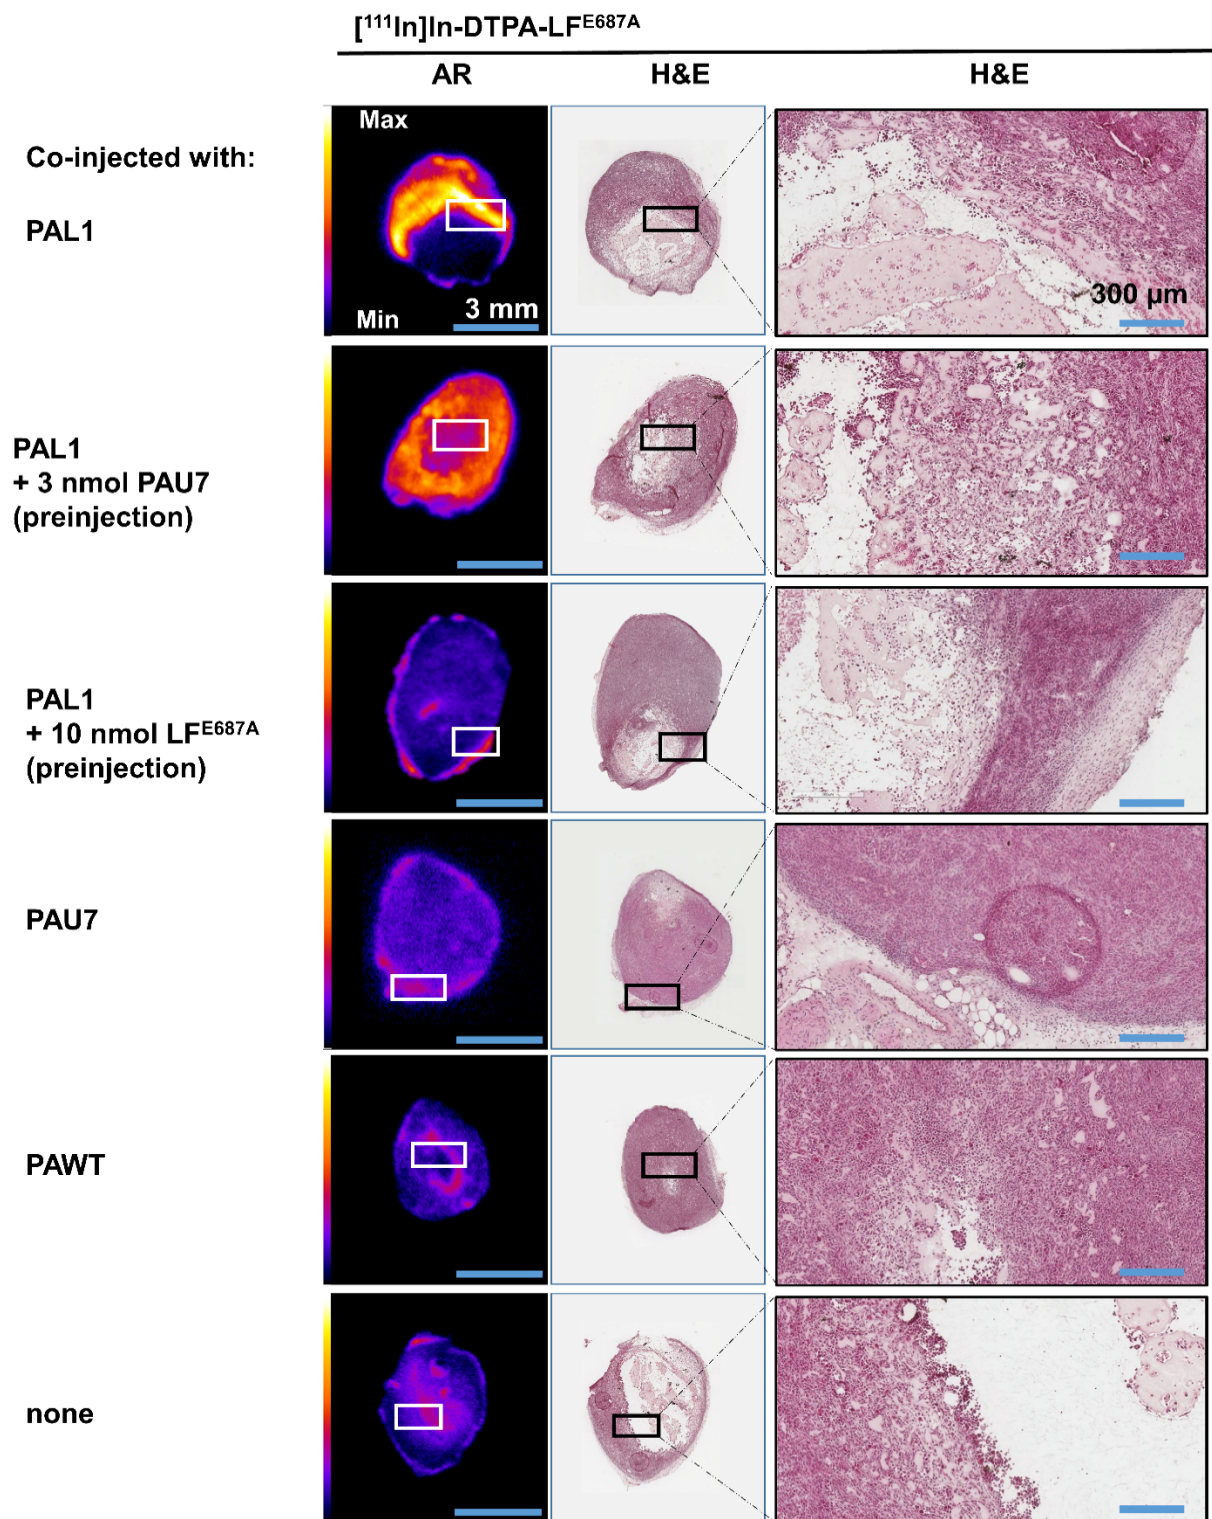 [¹¹¹In]In-DTPA-LFᴱ⁶⁸⁷ᴬ
AR H&E H&E
Co-injected with:
Max
PAL1
Min
3 mm
300 µm
PAL1
+ 3 nmol PAU7
(preinjection)
PAL1
+ 10 nmol LFᴱ⁶⁸⁷ᴬ
(preinjection)
PAU7
PAWT
none